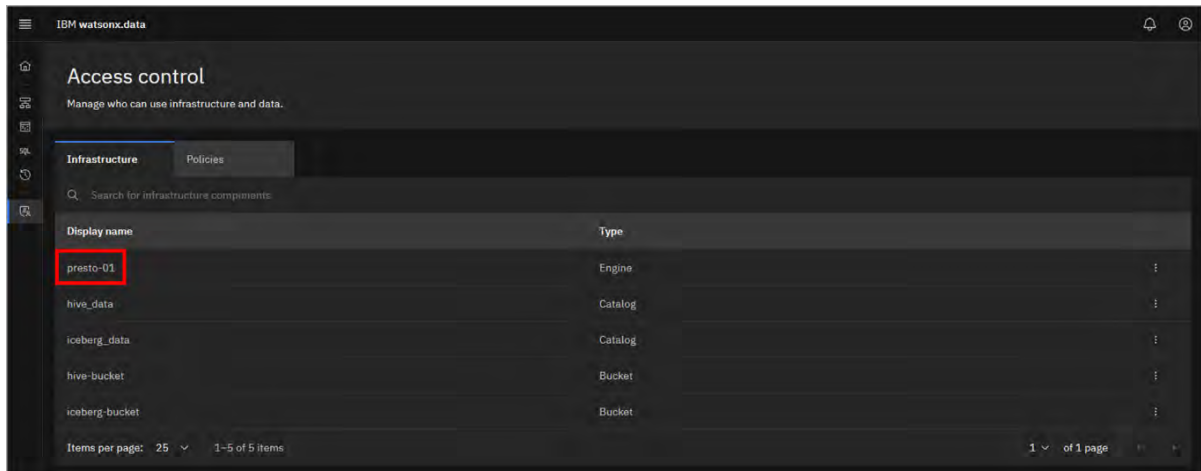 IBM watsonx.data
Access control
Manage who can use infrastructure and data.
Infrastructure Policies
SQL
Search for infrastructure components
Display name Type
presto-01 Engine
hive_data Catalog
iceberg_data Catalog
hive-bucket Bucket
iceberg-bucket Bucket
Items per page: 25 1–5 of 5 items 1 of 1 page